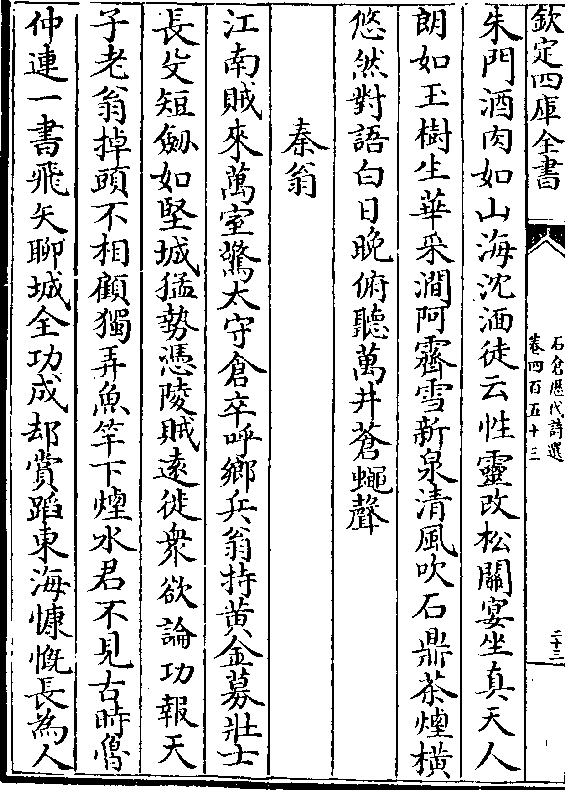 欽定四庫全書
石倉歷代詩選
卷四百五十三
二十三
朱門酒肉如山海沈湎徒云性靈改松關宴坐真天人
朗如玉樹生華采澗阿霽雪新泉清風吹石鼎茶煙橫
悠然對語白日晚俯聽萬井蒼蠅聲
秦翁
江南賊來萬室驚太守倉卒呼鄉兵翁持黄金募壯士
長殳短劔如堅城猛勢憑陵賊遠徙衆欲論功報天
子老翁掉頭不相顧獨弄魚竿下煙水君不見古時魯
仲連一書飛矢聊城全功成却賞蹈東海慷慨長為人